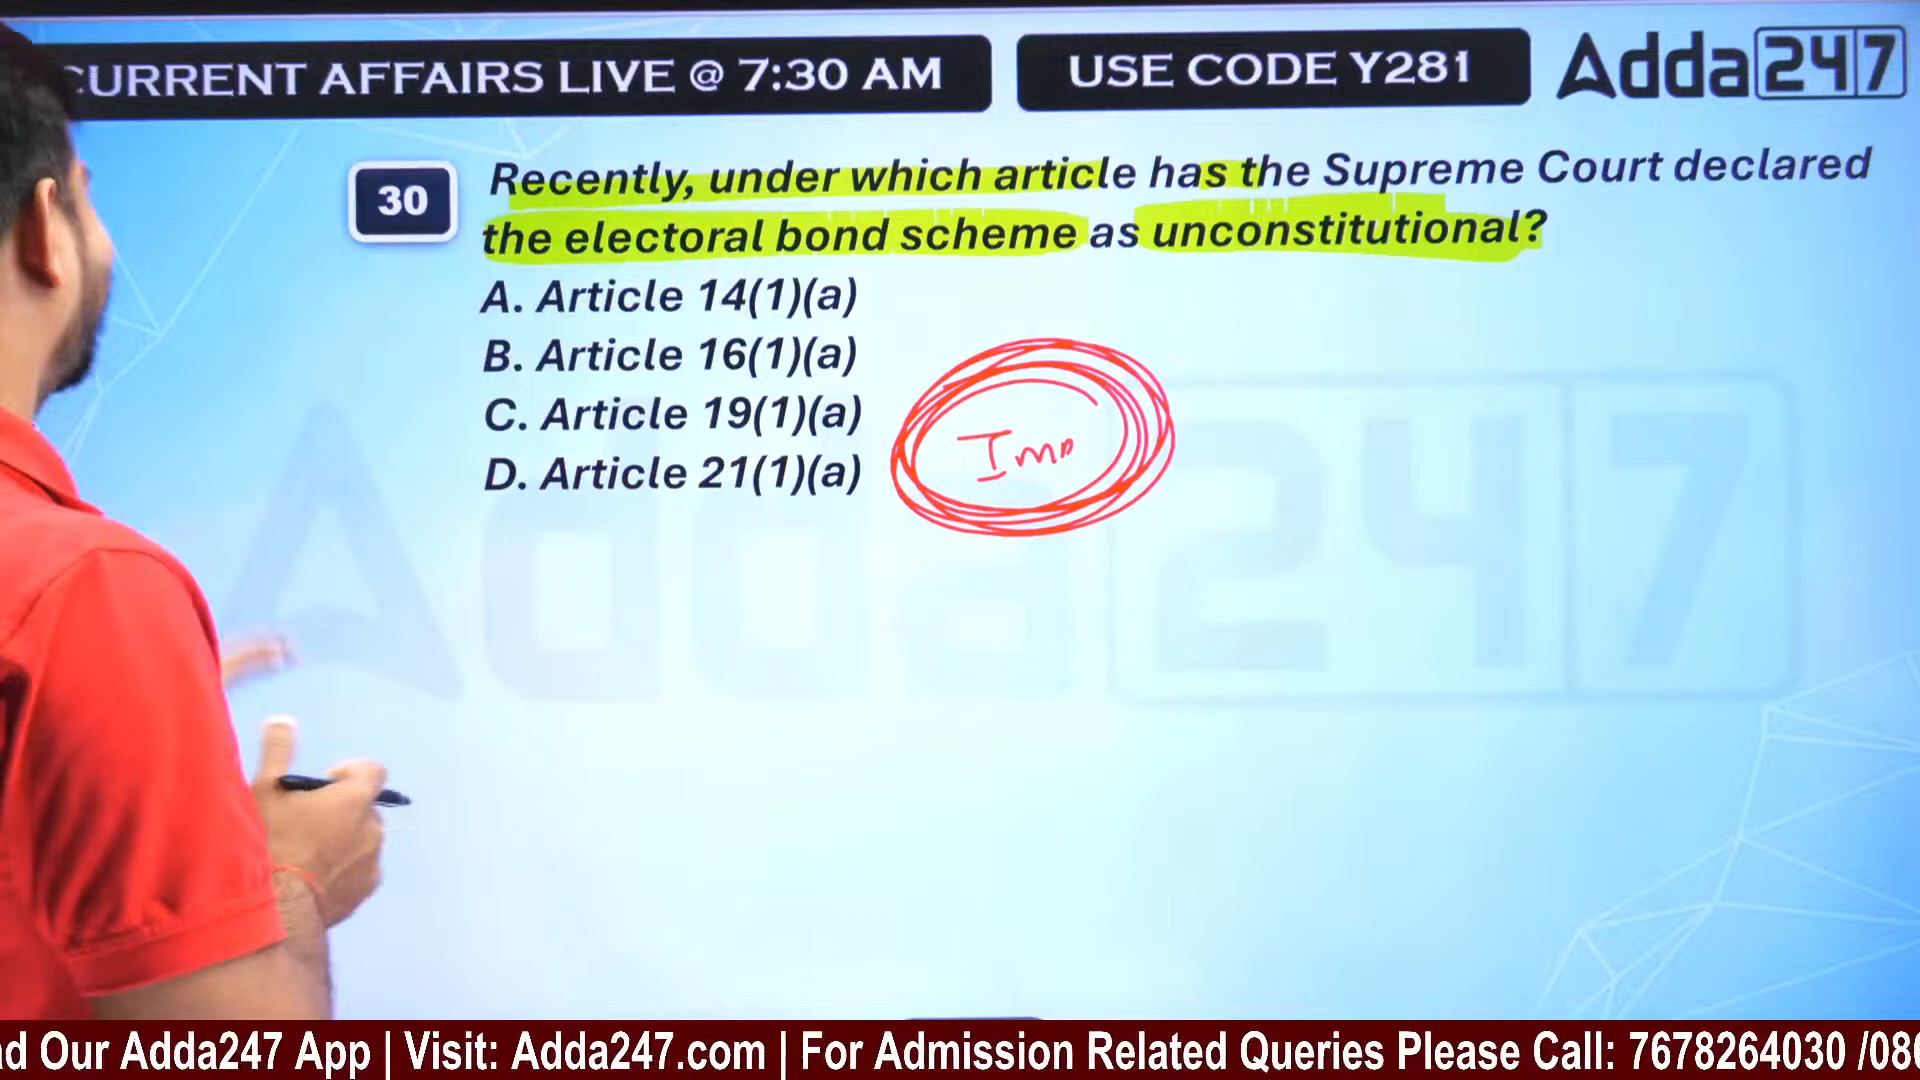 CURRENT AFFAIRS LIVE @ 7:30 AM
USE CODE Y281
Adda247
30
Recently, under which article has the Supreme Court declared
the electoral bond scheme as unconstitutional?
A. Article 14(1)(a)
B. Article 16(1)(a)
C. Article 19(1)(a)
D. Article 21(1)(a)
Imp
Adda247
d Our Adda247 App | Visit: Adda247.com | For Admission Related Queries Please Call: 7678264030 /080